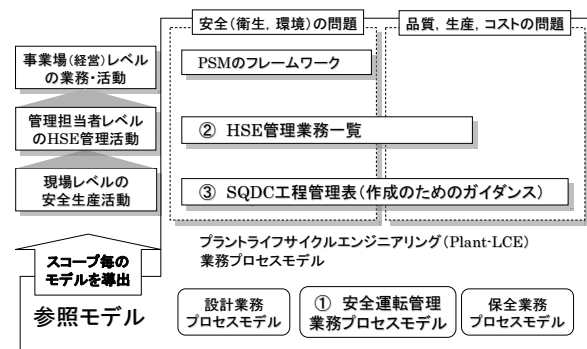 安全(衛生, 環境)の問題
品質, 生産, コストの問題
事業場(経営)レベル
の業務・活動
PSMのフレームワーク
管理担当者レベル
のHSE管理活動
② HSE管理業務一覧
現場レベルの
安全生産活動
③ SQDC工程管理表(作成のためのガイダンス)
プラントライフサイクルエンジニアリング(Plant-LCE)
業務プロセスモデル
スコープ毎の
モデルを導出
参照モデル
設計業務
プロセスモデル
① 安全運転管理
業務プロセスモデル
保全業務
プロセスモデル